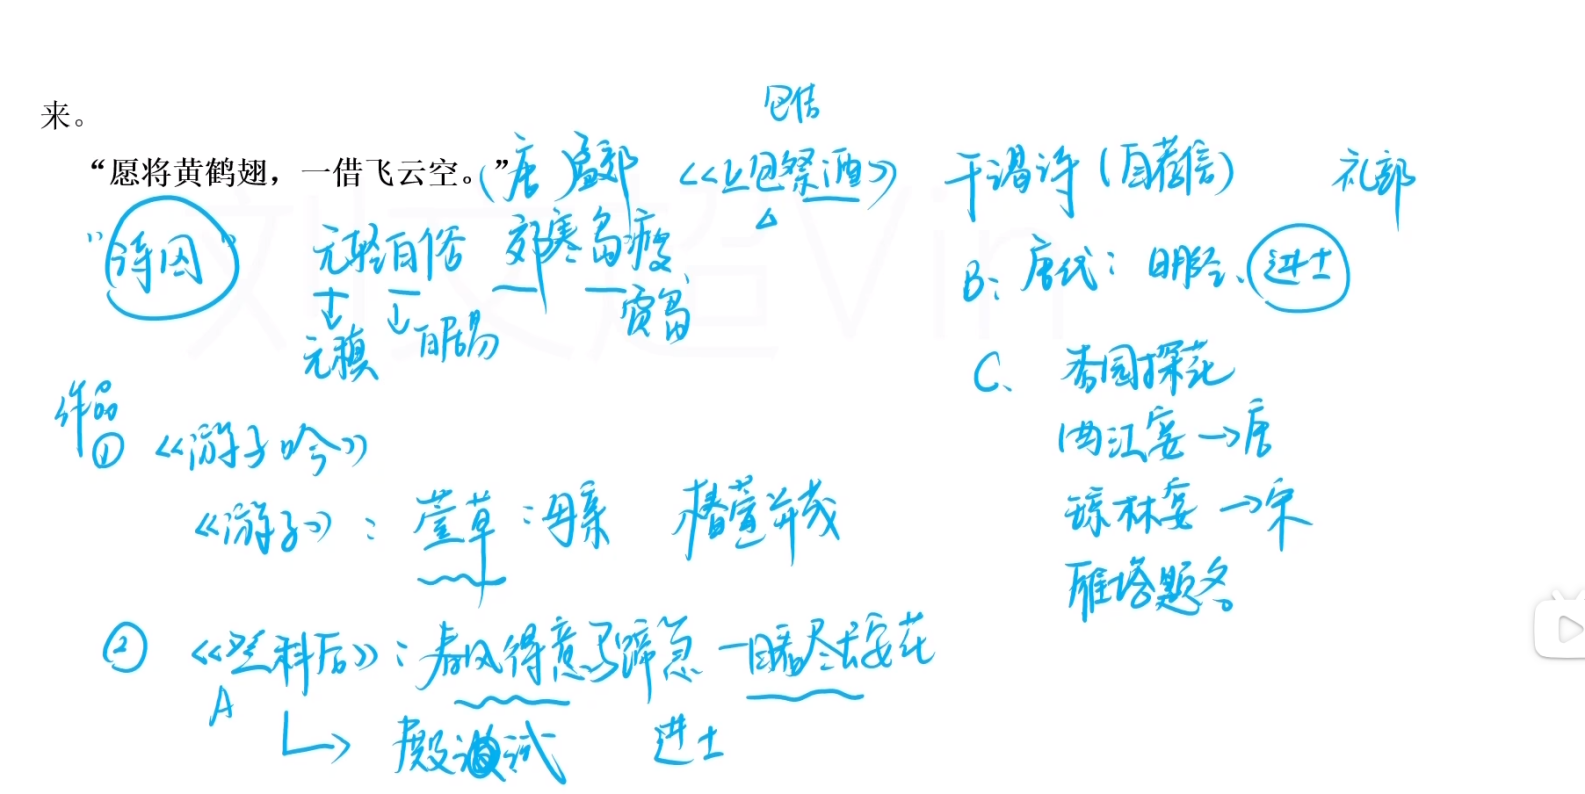 来。
包佶
“愿将黄鹤翅，一借飞云空。”（唐 孟郊 《上包祭酒》 干谒诗（自荐信） 礼部
"诗囚" 元轻白俗 郊寒岛瘦
元稹 白居易 贾岛
B：唐代：明经、进士
C、杏园探花
作品
① 《游子吟》
曲江宴→唐
《游子》：萱草：母亲 椿萱并茂
琼林宴→宋
雁塔题名
② 《登科后》：春风得意马蹄急 一日看尽长安花
A
殿试 进士